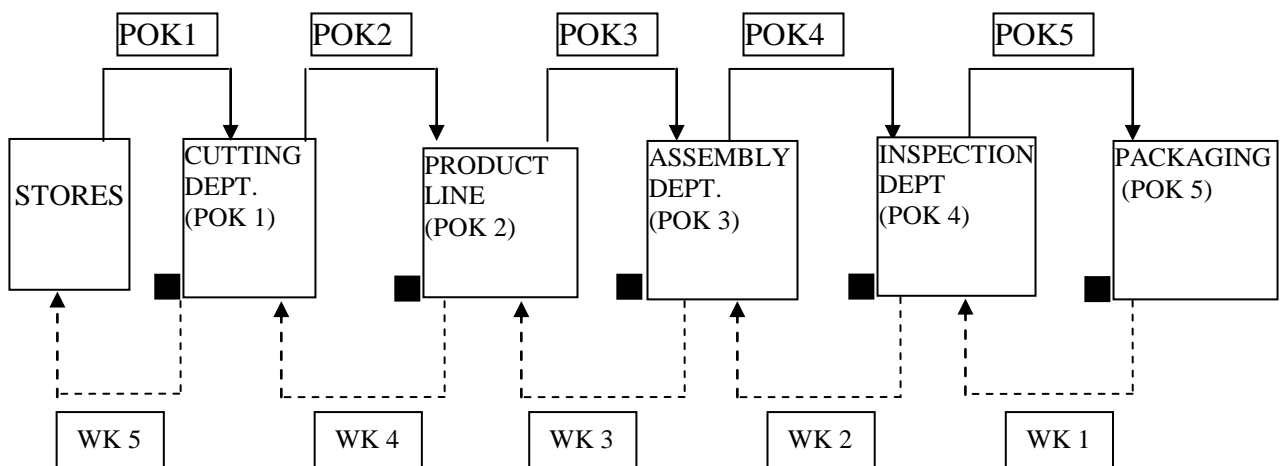 POK1
POK2
POK3
POK4
POK5
STORES
CUTTING
DEPT.
(POK 1)
PRODUCT
LINE
(POK 2)
ASSEMBLY
DEPT.
(POK 3)
INSPECTION
DEPT
(POK 4)
PACKAGING
(POK 5)
WK 5
WK 4
WK 3
WK 2
WK 1